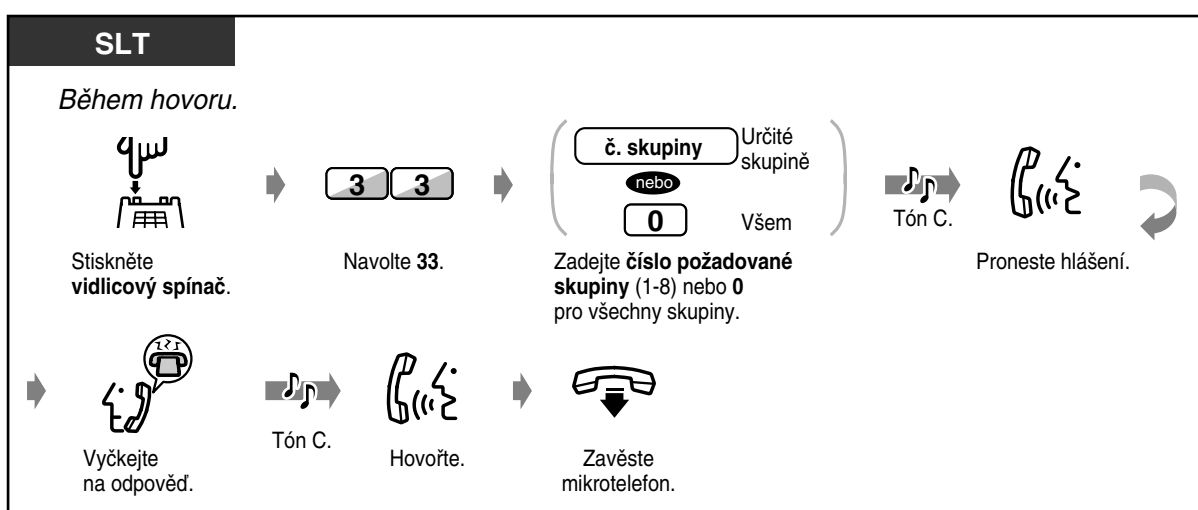 SLT
Během hovoru.
Stiskněte
vidlicový spínač.
3 3
Navolte 33.
č. skupiny Určité
skupině
nebo
0 Všem
Zadejte číslo požadované
skupiny (1-8) nebo 0
pro všechny skupiny.
Tón C.
Proneste hlášení.
Vyčkejte
na odpověď.
Tón C.
Hovořte.
Zavěste
mikrotelefon.